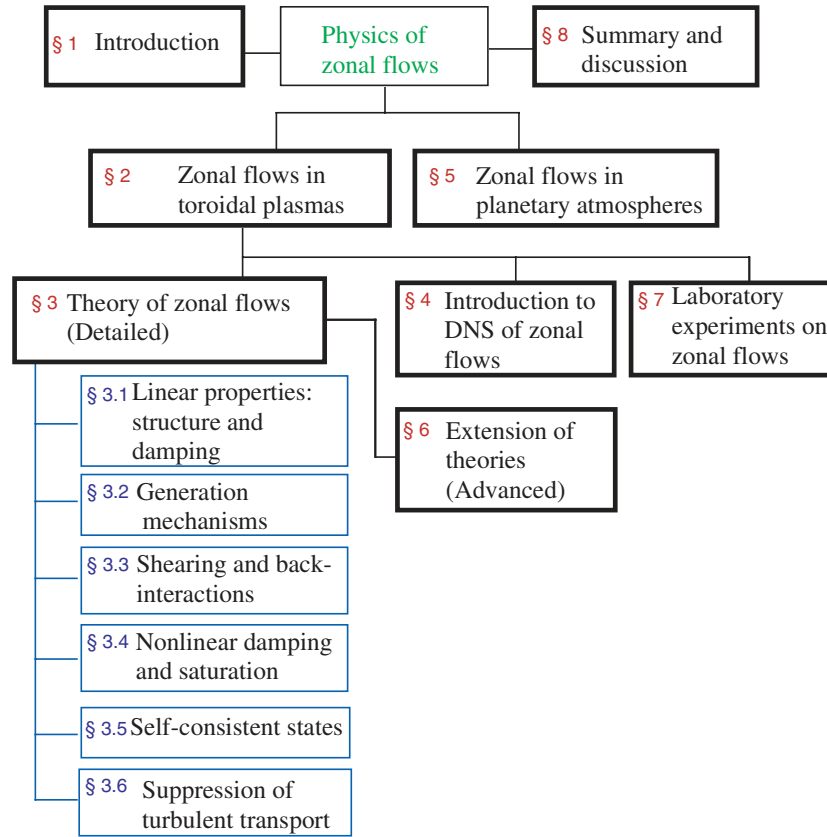 § 1 Introduction
Physics of
zonal flows
§ 8 Summary and
discussion
§ 2 Zonal flows in
toroidal plasmas
§ 5 Zonal flows in
planetary atmospheres
§ 3 Theory of zonal flows
(Detailed)
§ 4 Introduction to
DNS of zonal
flows
§ 7 Laboratory
experiments on
zonal flows
§ 3.1 Linear properties:
structure and
damping
§ 6 Extension of
theories
(Advanced)
§ 3.2 Generation
mechanisms
§ 3.3 Shearing and back-
interactions
§ 3.4 Nonlinear damping
and saturation
§ 3.5 Self-consistent states
§ 3.6 Suppression of
turbulent transport